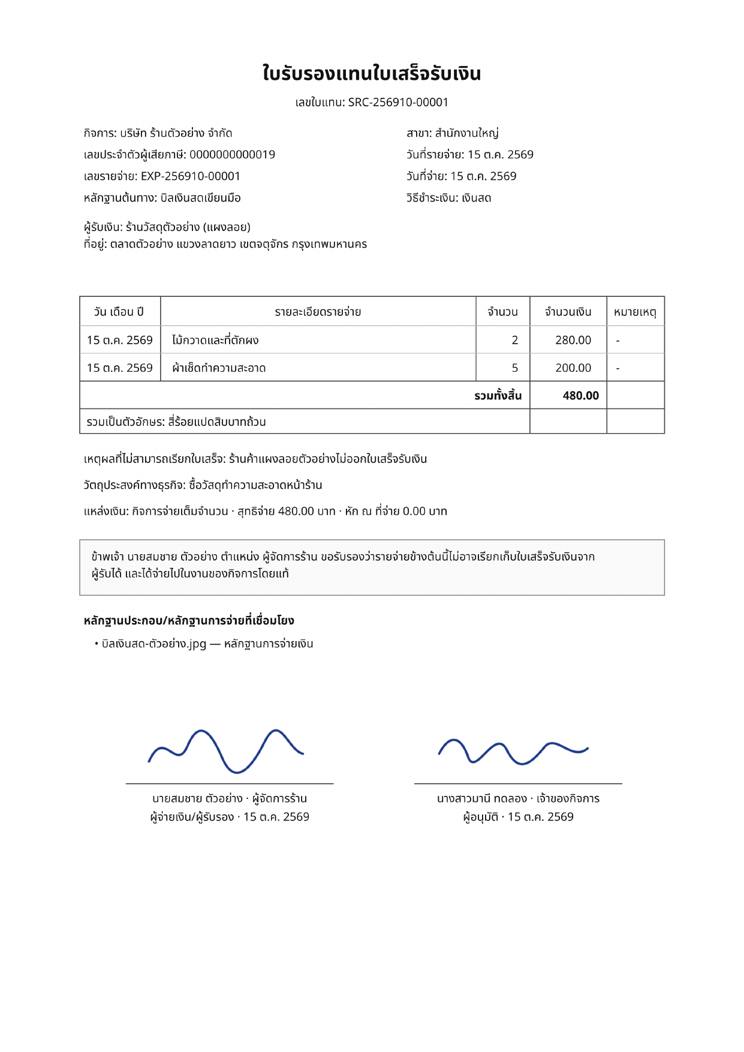 ใบรับรองแทนใบเสร็จรับเงิน
เลขใบแทน: SRC-256910-00001
กิจการ: บริษัท ร้านตัวอย่าง จำกัด
สาขา: สำนักงานใหญ่
เลขประจำตัวผู้เสียภาษี: 0000000000019
วันที่รายจ่าย: 15 ต.ค. 2569
เลขรายจ่าย: EXP-256910-00001
วันที่จ่าย: 15 ต.ค. 2569
หลักฐานต้นทาง: บิลเงินสดเขียนมือ
วิธีชำระเงิน: เงินสด
ผู้รับเงิน: ร้านวัสดุตัวอย่าง (แผงลอย)
ที่อยู่: ตลาดตัวอย่าง แขวงลาดยาว เขตจตุจักร กรุงเทพมหานคร
วัน เดือน ปี รายละเอียดรายจ่าย จำนวน จำนวนเงิน หมายเหตุ
15 ต.ค. 2569 ไม้กวาดและที่ตักผง 2 280.00 -
15 ต.ค. 2569 ผ้าเช็ดทำความสะอาด 5 200.00 -
รวมทั้งสิ้น 480.00
รวมเป็นตัวอักษร: สี่ร้อยแปดสิบบาทถ้วน
เหตุผลที่ไม่สามารถเรียกใบเสร็จ: ร้านค้าแผงลอยตัวอย่างไม่ออกใบเสร็จรับเงิน
วัตถุประสงค์ทางธุรกิจ: ซื้อวัสดุทำความสะอาดหน้าร้าน
แหล่งเงิน: กิจการจ่ายเต็มจำนวน · สุทธิจ่าย 480.00 บาท · หัก ณ ที่จ่าย 0.00 บาท
ข้าพเจ้า นายสมชาย ตัวอย่าง ตำแหน่ง ผู้จัดการร้าน ขอรับรองว่ารายจ่ายข้างต้นนี้ไม่อาจเรียกเก็บใบเสร็จรับเงินจาก
ผู้รับได้ และได้จ่ายไปในงานของกิจการโดยแท้
หลักฐานประกอบ/หลักฐานการจ่ายที่เชื่อมโยง
• บิลเงินสด-ตัวอย่าง.jpg — หลักฐานการจ่ายเงิน
นายสมชาย ตัวอย่าง · ผู้จัดการร้าน
ผู้จ่ายเงิน/ผู้รับรอง · 15 ต.ค. 2569
นางสาวมานี ทดลอง · เจ้าของกิจการ
ผู้อนุมัติ · 15 ต.ค. 2569